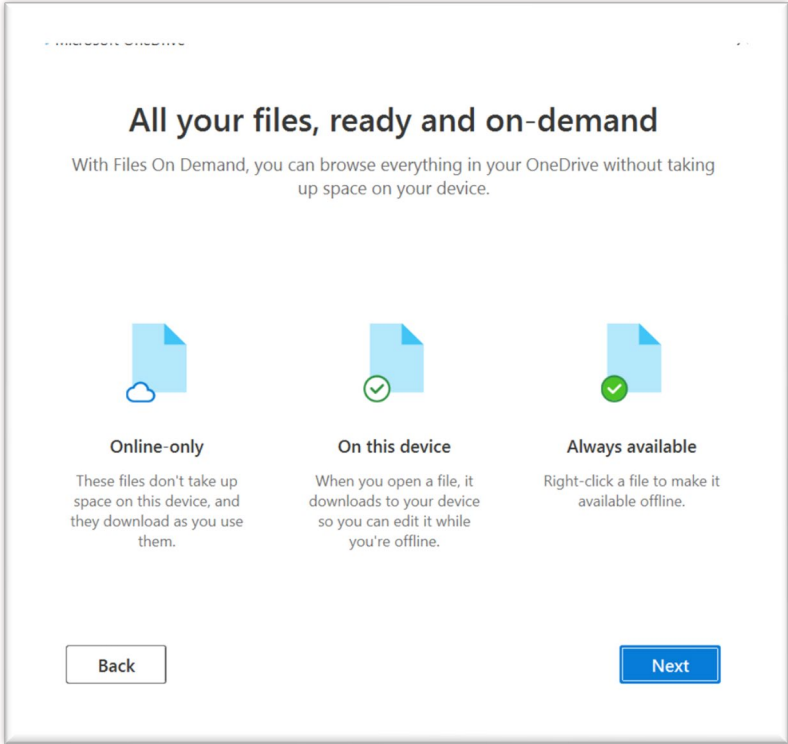 Microsoft OneDrive
All your files, ready and on-demand
With Files On Demand, you can browse everything in your OneDrive without taking
up space on your device.
Online-only
These files don't take up
space on this device, and
they download as you use
them.
On this device
When you open a file, it
downloads to your device
so you can edit it while
you're offline.
Always available
Right-click a file to make it
available offline.
Back
Next